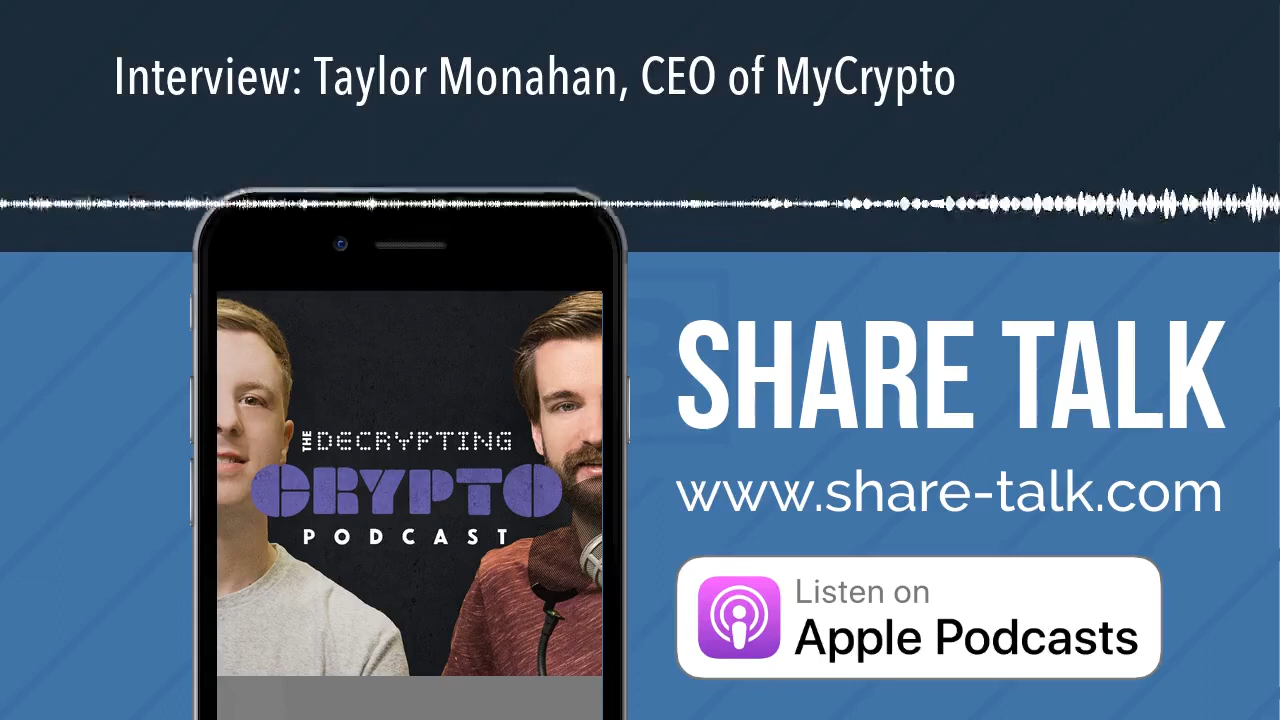 Interview: Taylor Monahan, CEO of MyCrypto
THE DECRYPTING
CRYPTO
PODCAST
SHARE TALK
www.share-talk.com
Listen on
Apple Podcasts